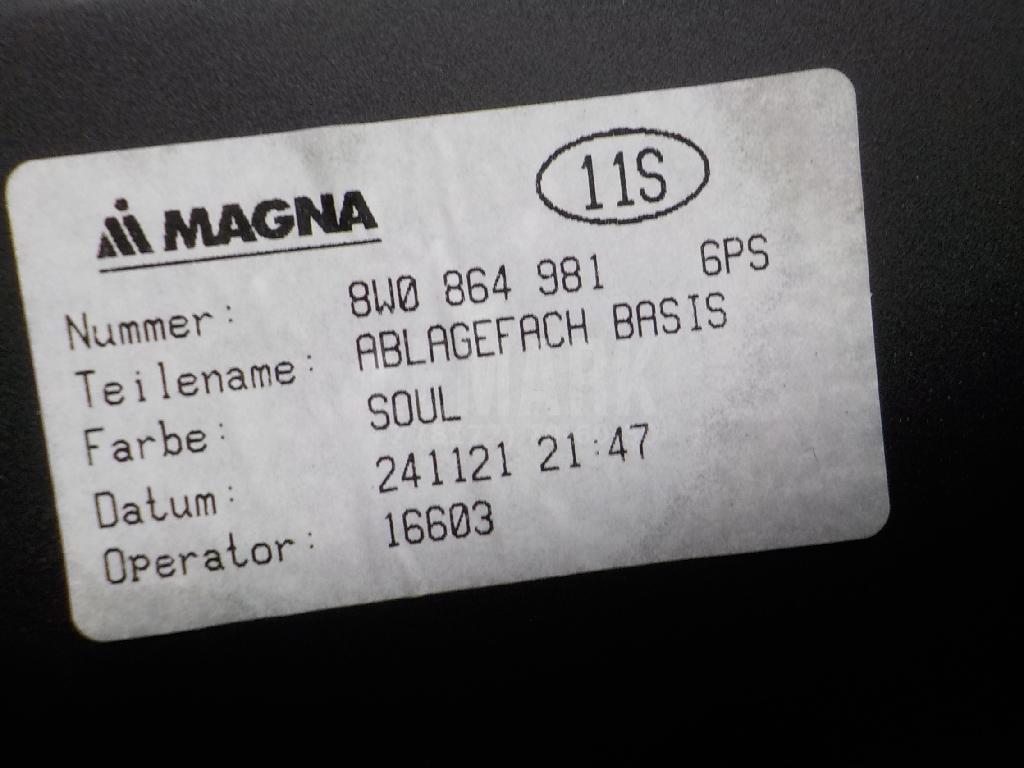 MAGNA
11S
Nummer: 8W0 864 981 6PS
Teilename: ABLAGEFACH BASIS
Farbe: SOUL
Datum: 241121 21:47
Operator: 16603